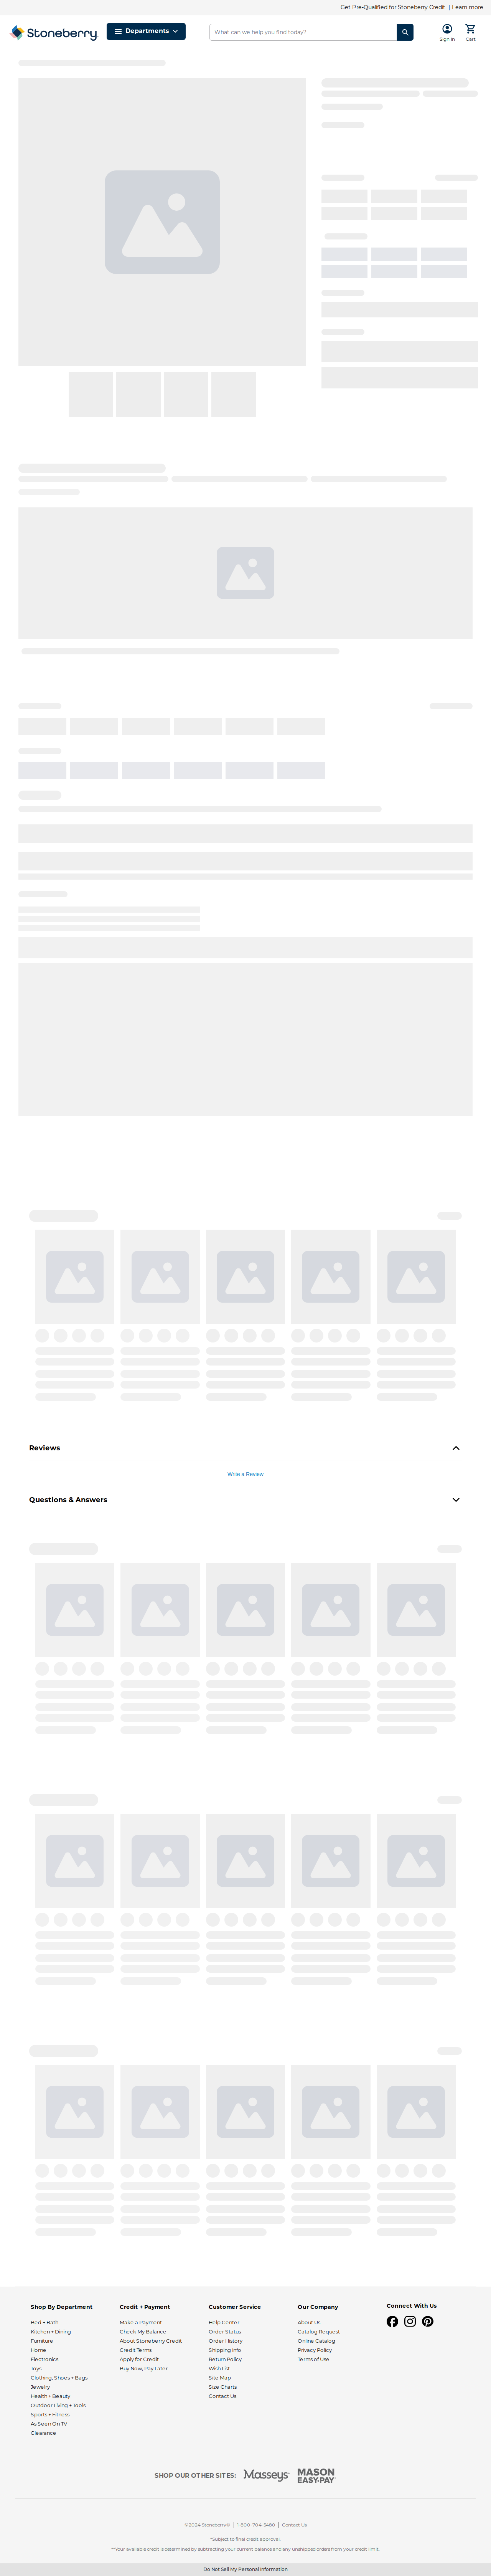 Get Pre-Qualified for Stoneberry Credit | Learn more
Stoneberry
Departments
What can we help you find today?
Sign In
Cart
Reviews
Write a Review
Questions & Answers
Shop By Department
Bed + Bath
Kitchen + Dining
Furniture
Home
Electronics
Toys
Clothing, Shoes + Bags
Jewelry
Health + Beauty
Outdoor Living + Tools
Sports + Fitness
As Seen On TV
Clearance
Credit + Payment
Make a Payment
Check My Balance
About Stoneberry Credit
Credit Terms
Apply for Credit
Buy Now, Pay Later
Customer Service
Help Center
Order Status
Order History
Shipping Info
Return Policy
Wish List
Site Map
Size Charts
Contact Us
Our Company
About Us
Catalog Request
Online Catalog
Privacy Policy
Terms of Use
Connect With Us
SHOP OUR OTHER SITES:
Masseys
MASON
EASY-PAY
©2024 Stoneberry® | 1-800-704-5480 | Contact Us
*Subject to final credit approval
**Your available credit is determined by subtracting your current balance and any unshipped orders from your credit limit.
Do Not Sell My Personal Information